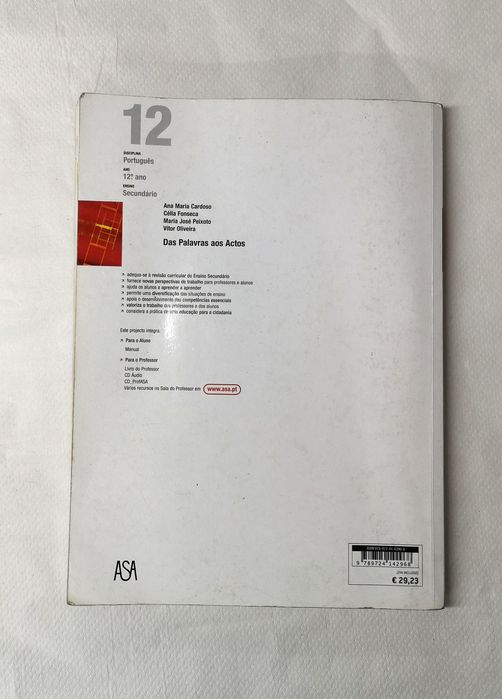 12
DISCIPLINA
Português
ANO
12.º ano
ENSINO
Secundário
Ana Maria Cardoso
Célia Fonseca
Maria José Peixoto
Vítor Oliveira
Das Palavras aos Actos
adequa-se à revisão curricular do Ensino Secundário
fornece novas perspectivas de trabalho para professores e alunos
ajuda os alunos a aprender a aprender
permite uma diversificação das situações de ensino
apoia o desenvolvimento das competências essenciais
valoriza o trabalho dos professores e dos alunos
considera a prática de uma educação para a cidadania
Este projecto integra:
Para o Aluno
Manual
Para o Professor
Livro do Professor
CD Áudio
CD_ProfASA
Vários recursos na Sala do Professor em www.asa.pt
ASA
9 789724 142968
€ 29,23